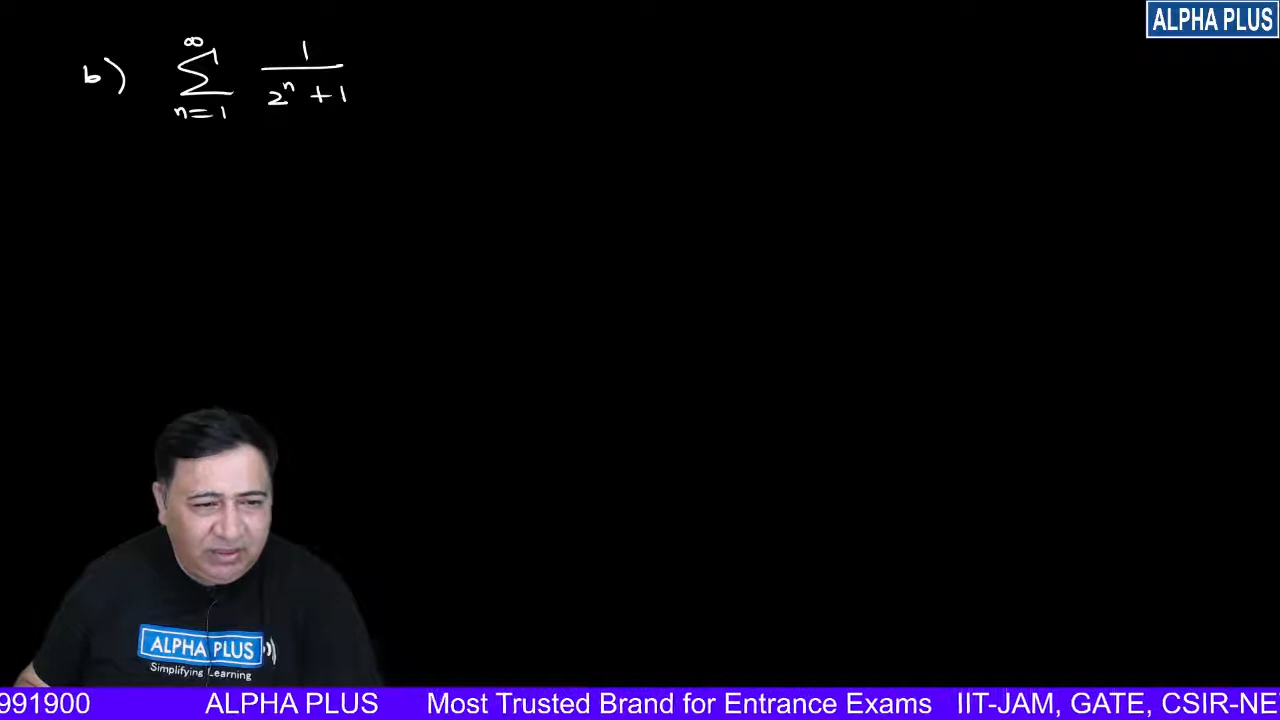 ALPHA PLUS
b) ∞ ∑ n=1 1 / (2^n + 1)
ALPHA PLUS
Simplifying Learning
991900 ALPHA PLUS Most Trusted Brand for Entrance Exams IIT-JAM, GATE, CSIR-NE